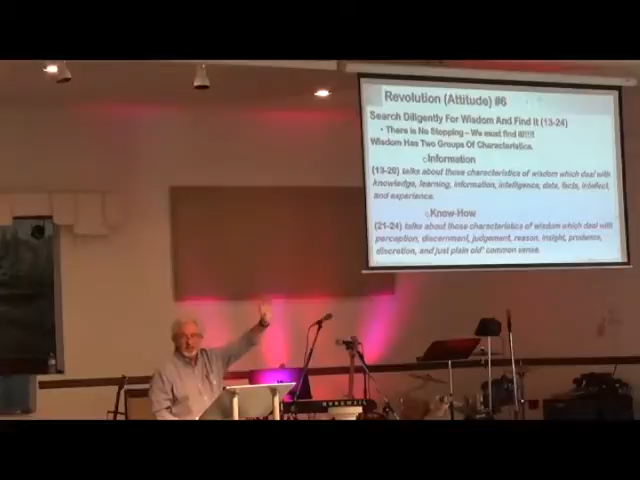 Revolution (Attitude) #6
Search Diligently For Wisdom And Find It (13-24)
• There is No Stopping – We must find it!!!!!
Wisdom Has Two Groups Of Characteristics.
○Information
(13-20) talks about those characteristics of wisdom which deal with
knowledge, learning, information, intelligence, data, facts, intellect,
and experience.
○Know-How
(21-24) talks about those characteristics of wisdom which deal with
perception, discernment, judgement, reason, insight, prudence,
discretion, and just plain old' common sense.
KURZWEIL